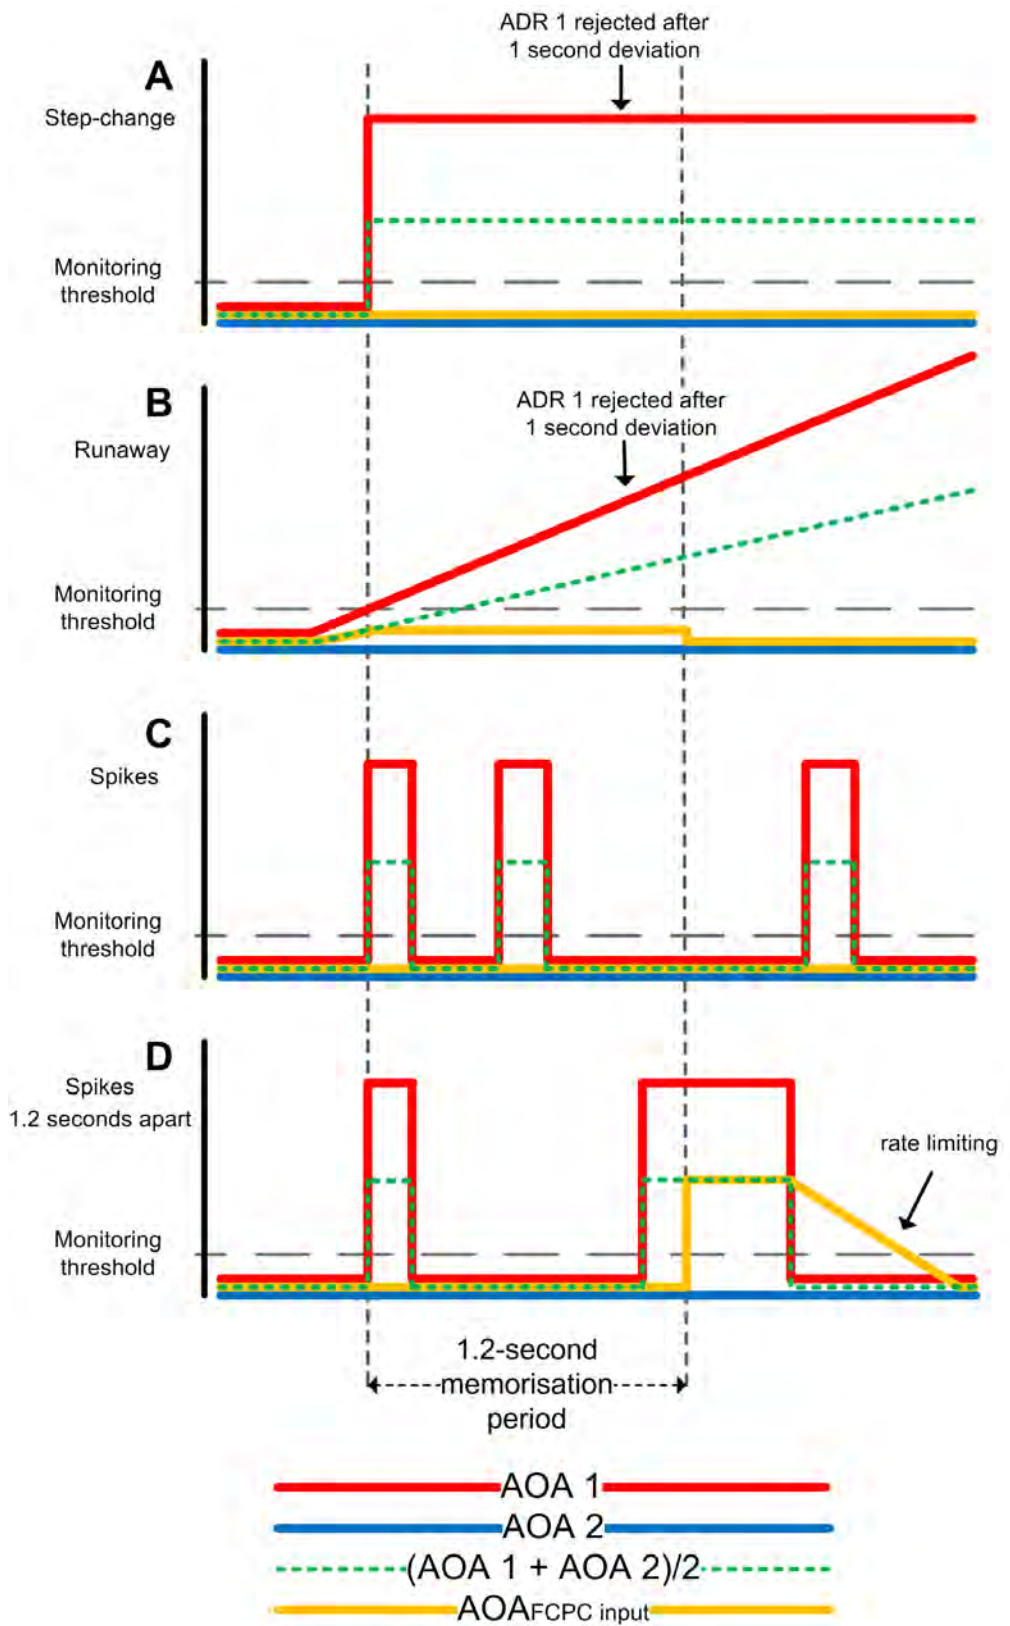 ADR 1 rejected after
1 second deviation
A
Step-change
Monitoring
threshold
B
ADR 1 rejected after
1 second deviation
Runaway
Monitoring
threshold
C
Spikes
Monitoring
threshold
D
Spikes
1.2 seconds apart
rate limiting
Monitoring
threshold
1.2-second
memorisation
period
AOA 1
AOA 2
(AOA 1 + AOA 2)/2
AOAFCPC input